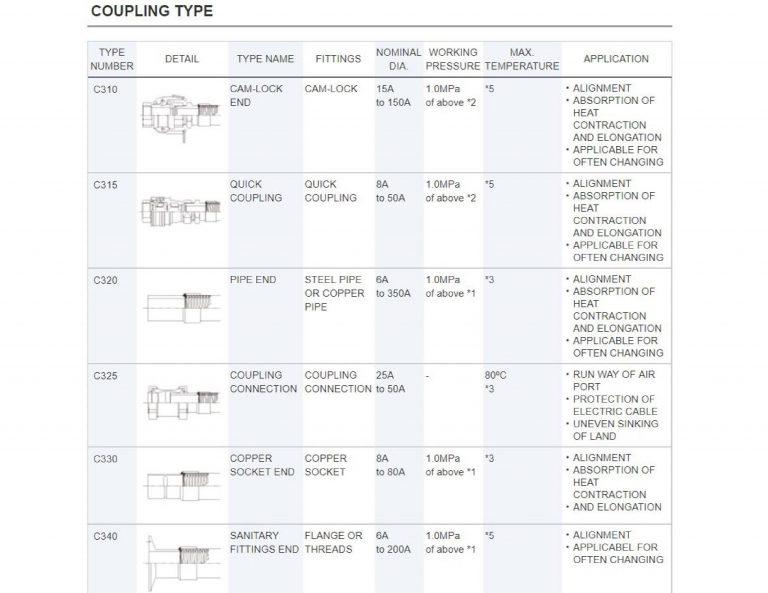 COUPLING TYPE
TYPE NUMBER DETAIL TYPE NAME FITTINGS NOMINAL DIA. WORKING PRESSURE MAX. TEMPERATURE APPLICATION
C310
CAM-LOCK
END
CAM-LOCK
15A
to 150A
1.0MPa
of above *2
*5
• ALIGNMENT
• ABSORPTION OF
HEAT
CONTRACTION
AND ELONGATION
• APPLICABLE FOR
OFTEN CHANGING
C315
QUICK
COUPLING
QUICK
COUPLING
8A
to 50A
1.0MPa
of above *2
*5
• ALIGNMENT
• ABSORPTION OF
HEAT
CONTRACTION
AND ELONGATION
• APPLICABLE FOR
OFTEN CHANGING
C320
PIPE END
STEEL PIPE
OR COPPER
PIPE
6A
to 350A
1.0MPa
of above *1
*3
• ALIGNMENT
• ABSORPTION OF
HEAT
CONTRACTION
AND ELONGATION
• APPLICABLE FOR
OFTEN CHANGING
C325
COUPLING
CONNECTION
COUPLING
CONNECTION
25A
to 50A
-
80ºC
*3
• RUN WAY OF AIR
PORT
• PROTECTION OF
ELECTRIC CABLE
• UNEVEN SINKING
OF LAND
C330
COPPER
SOCKET END
COPPER
SOCKET
8A
to 80A
1.0MPa
of above *1
*3
• ALIGNMENT
• ABSORPTION OF
HEAT
CONTRACTION
• AND ELONGATION
C340
SANITARY
FITTINGS END
FLANGE OR
THREADS
6A
to 200A
1.0MPa
of above *1
*5
• ALIGNMENT
• APPLICABEL FOR
OFTEN CHANGING